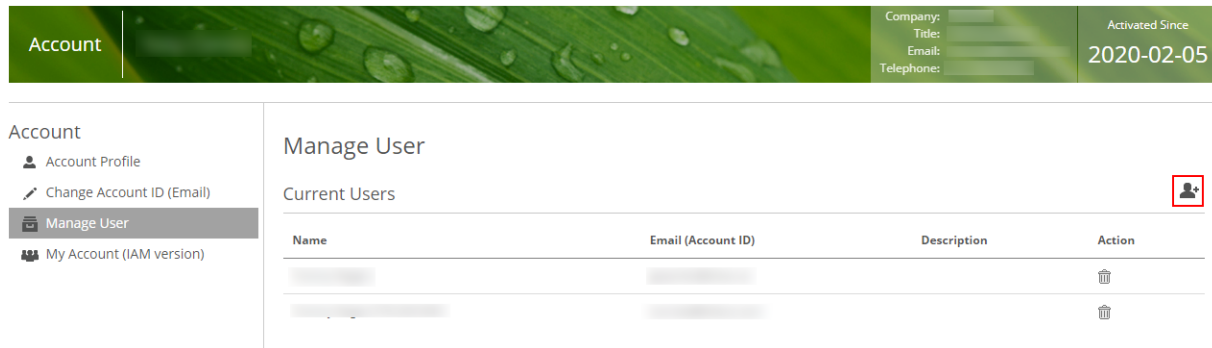 Account
Company:
Title:
Email:
Telephone:
Activated Since
2020-02-05
Account
Account Profile
Change Account ID (Email)
Manage User
My Account (IAM version)
Manage User
Current Users
Name Email (Account ID) Description Action